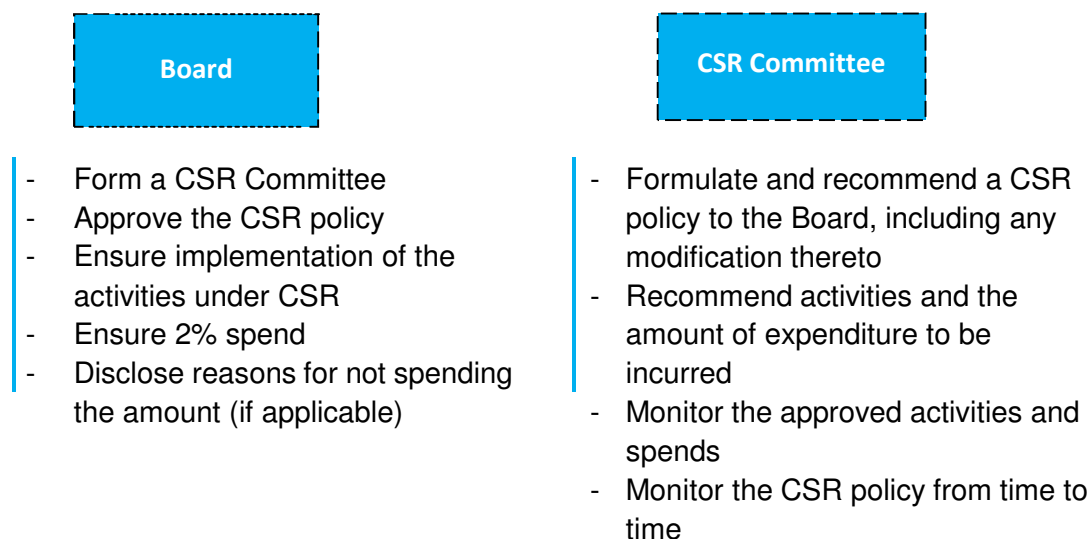 Board
- Form a CSR Committee
- Approve the CSR policy
- Ensure implementation of the
activities under CSR
- Ensure 2% spend
- Disclose reasons for not spending
the amount (if applicable)
CSR Committee
- Formulate and recommend a CSR
policy to the Board, including any
modification thereto
- Recommend activities and the
amount of expenditure to be
incurred
- Monitor the approved activities and
spends
- Monitor the CSR policy from time to
time